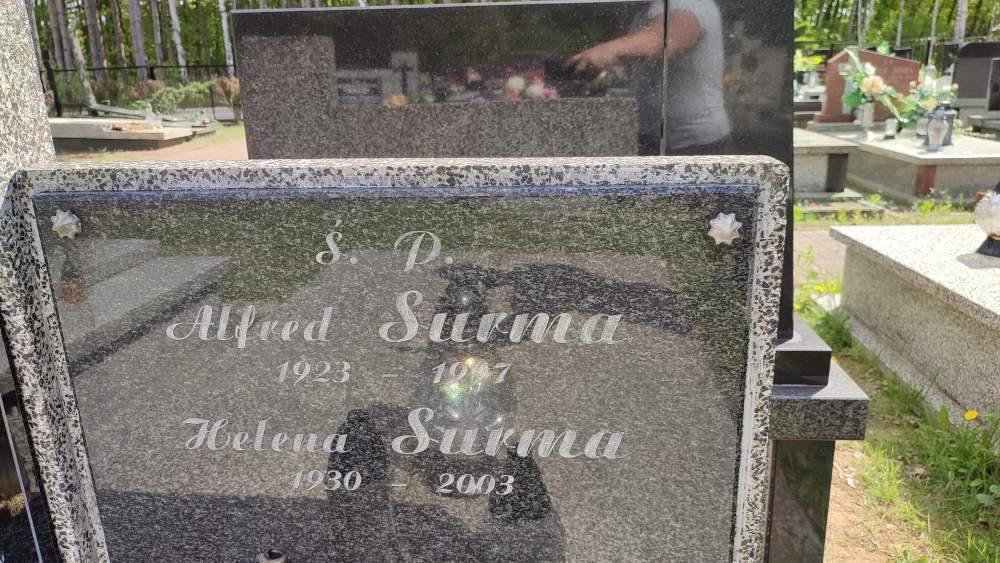 Ś. P.
Alfred Surma
1923 –
Helena Surma
1930 – 2003